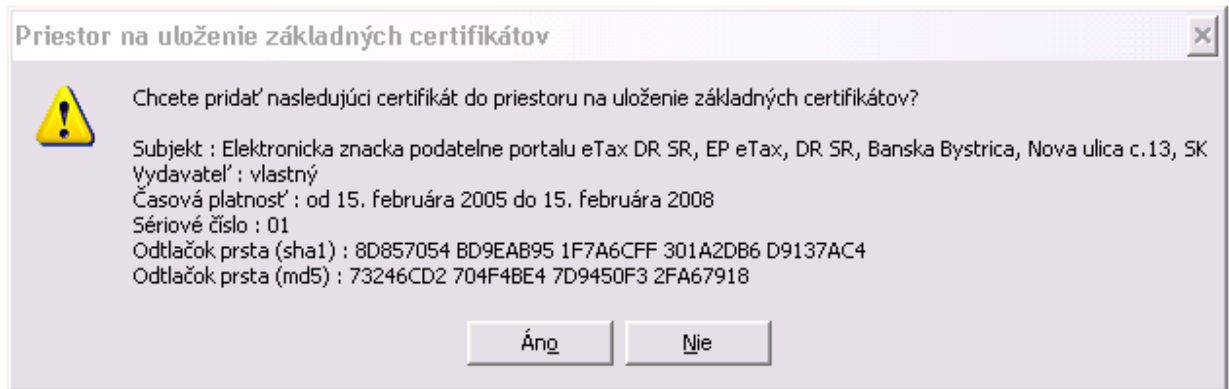 Priestor na uloženie základných certifikátov
Chcete pridať nasledujúci certifikát do priestoru na uloženie základných certifikátov?
Subjekt : Elektronicka znacka podatelne portalu eTax DR SR, EP eTax, DR SR, Banska Bystrica, Nova ulica c.13, SK
Vydavateľ : vlastný
Časová platnosť : od 15. februára 2005 do 15. februára 2008
Sériové číslo : 01
Odtlačok prsta (sha1) : 8D857054 BD9EAB95 1F7A6CFF 301A2DB6 D9137AC4
Odtlačok prsta (md5) : 73246CD2 704F4BE4 7D9450F3 2FA67918
Áno Nie